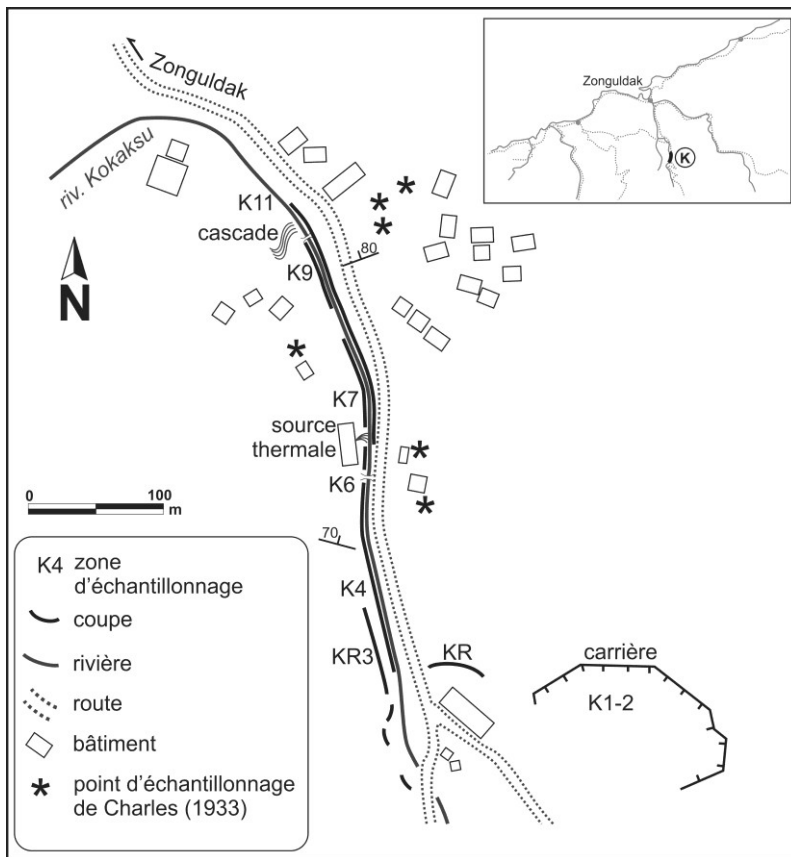 Zonguldak
Zonguldak
K
riv. Kokaksu
K11
cascade
80
K9
N
K7
source
thermale
K6
0 100
m
70
K4
KR3
KR
carrière
K1-2
K4 zone
d'échantillonnage
coupe
rivière
route
bâtiment
* point d'échantillonnage
de Charles (1933)